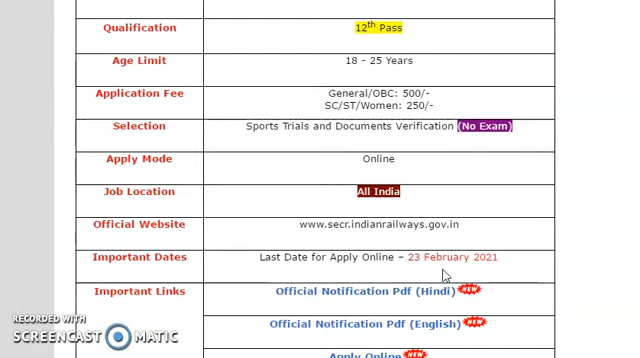 Qualification
12th Pass
Age Limit
18 - 25 Years
Application Fee
General/OBC: 500/-
SC/ST/Women: 250/-
Selection
Sports Trials and Documents Verification (No Exam)
Apply Mode
Online
Job Location
All India
Official Website
www.secr.indianrailways.gov.in
Important Dates
Last Date for Apply Online – 23 February 2021
Important Links
Official Notification Pdf (Hindi) NEW
Official Notification Pdf (English) NEW
Apply Online NEW
RECORDED WITH
SCREENCAST MATIC